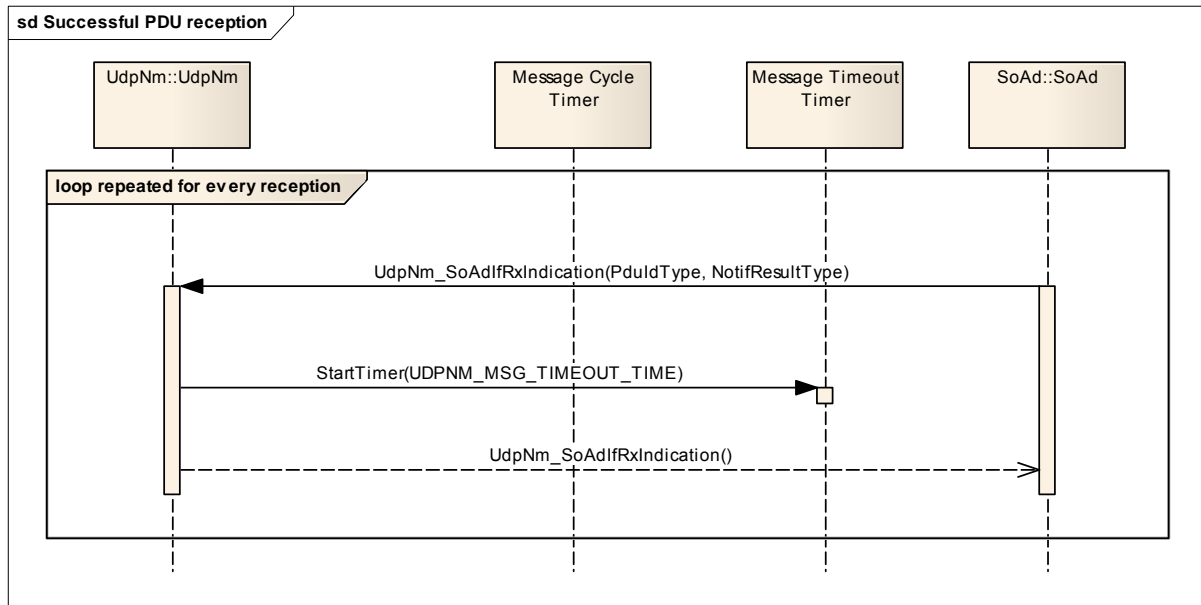 sd Successful PDU reception
UdpNm::UdpNm
Message Cycle
Timer
Message Timeout
Timer
SoAd::SoAd
loop repeated for every reception
UdpNm_SoAdIfRxIndication(PduIdType, NotifResultType)
StartTimer(UDPNM_MSG_TIMEOUT_TIME)
UdpNm_SoAdIfRxIndication()